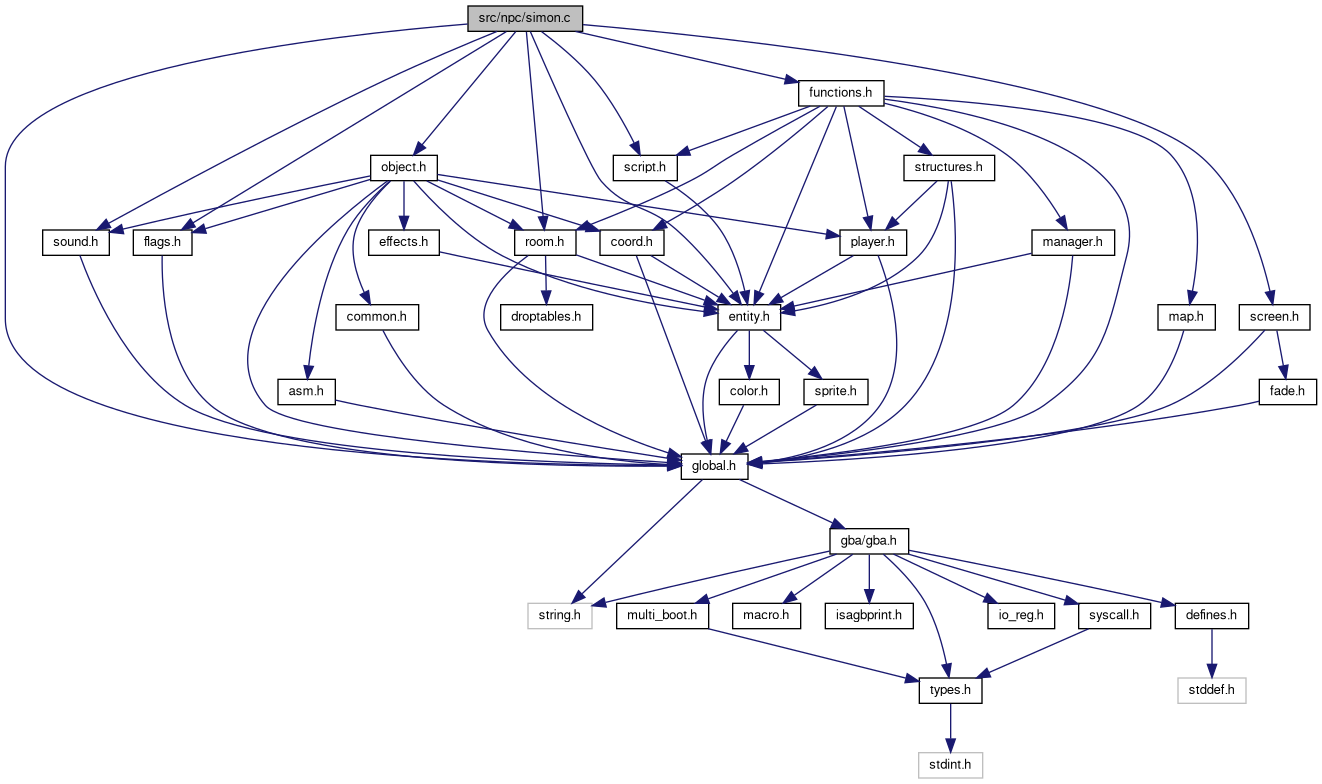 src/npc/simon.c
functions.h
object.h
script.h
structures.h
sound.h
flags.h
effects.h
room.h
coord.h
player.h
manager.h
common.h
droptables.h
entity.h
map.h
screen.h
asm.h
color.h
sprite.h
fade.h
global.h
gba/gba.h
string.h
multi_boot.h
macro.h
isagbprint.h
io_reg.h
syscall.h
defines.h
types.h
stddef.h
stdint.h